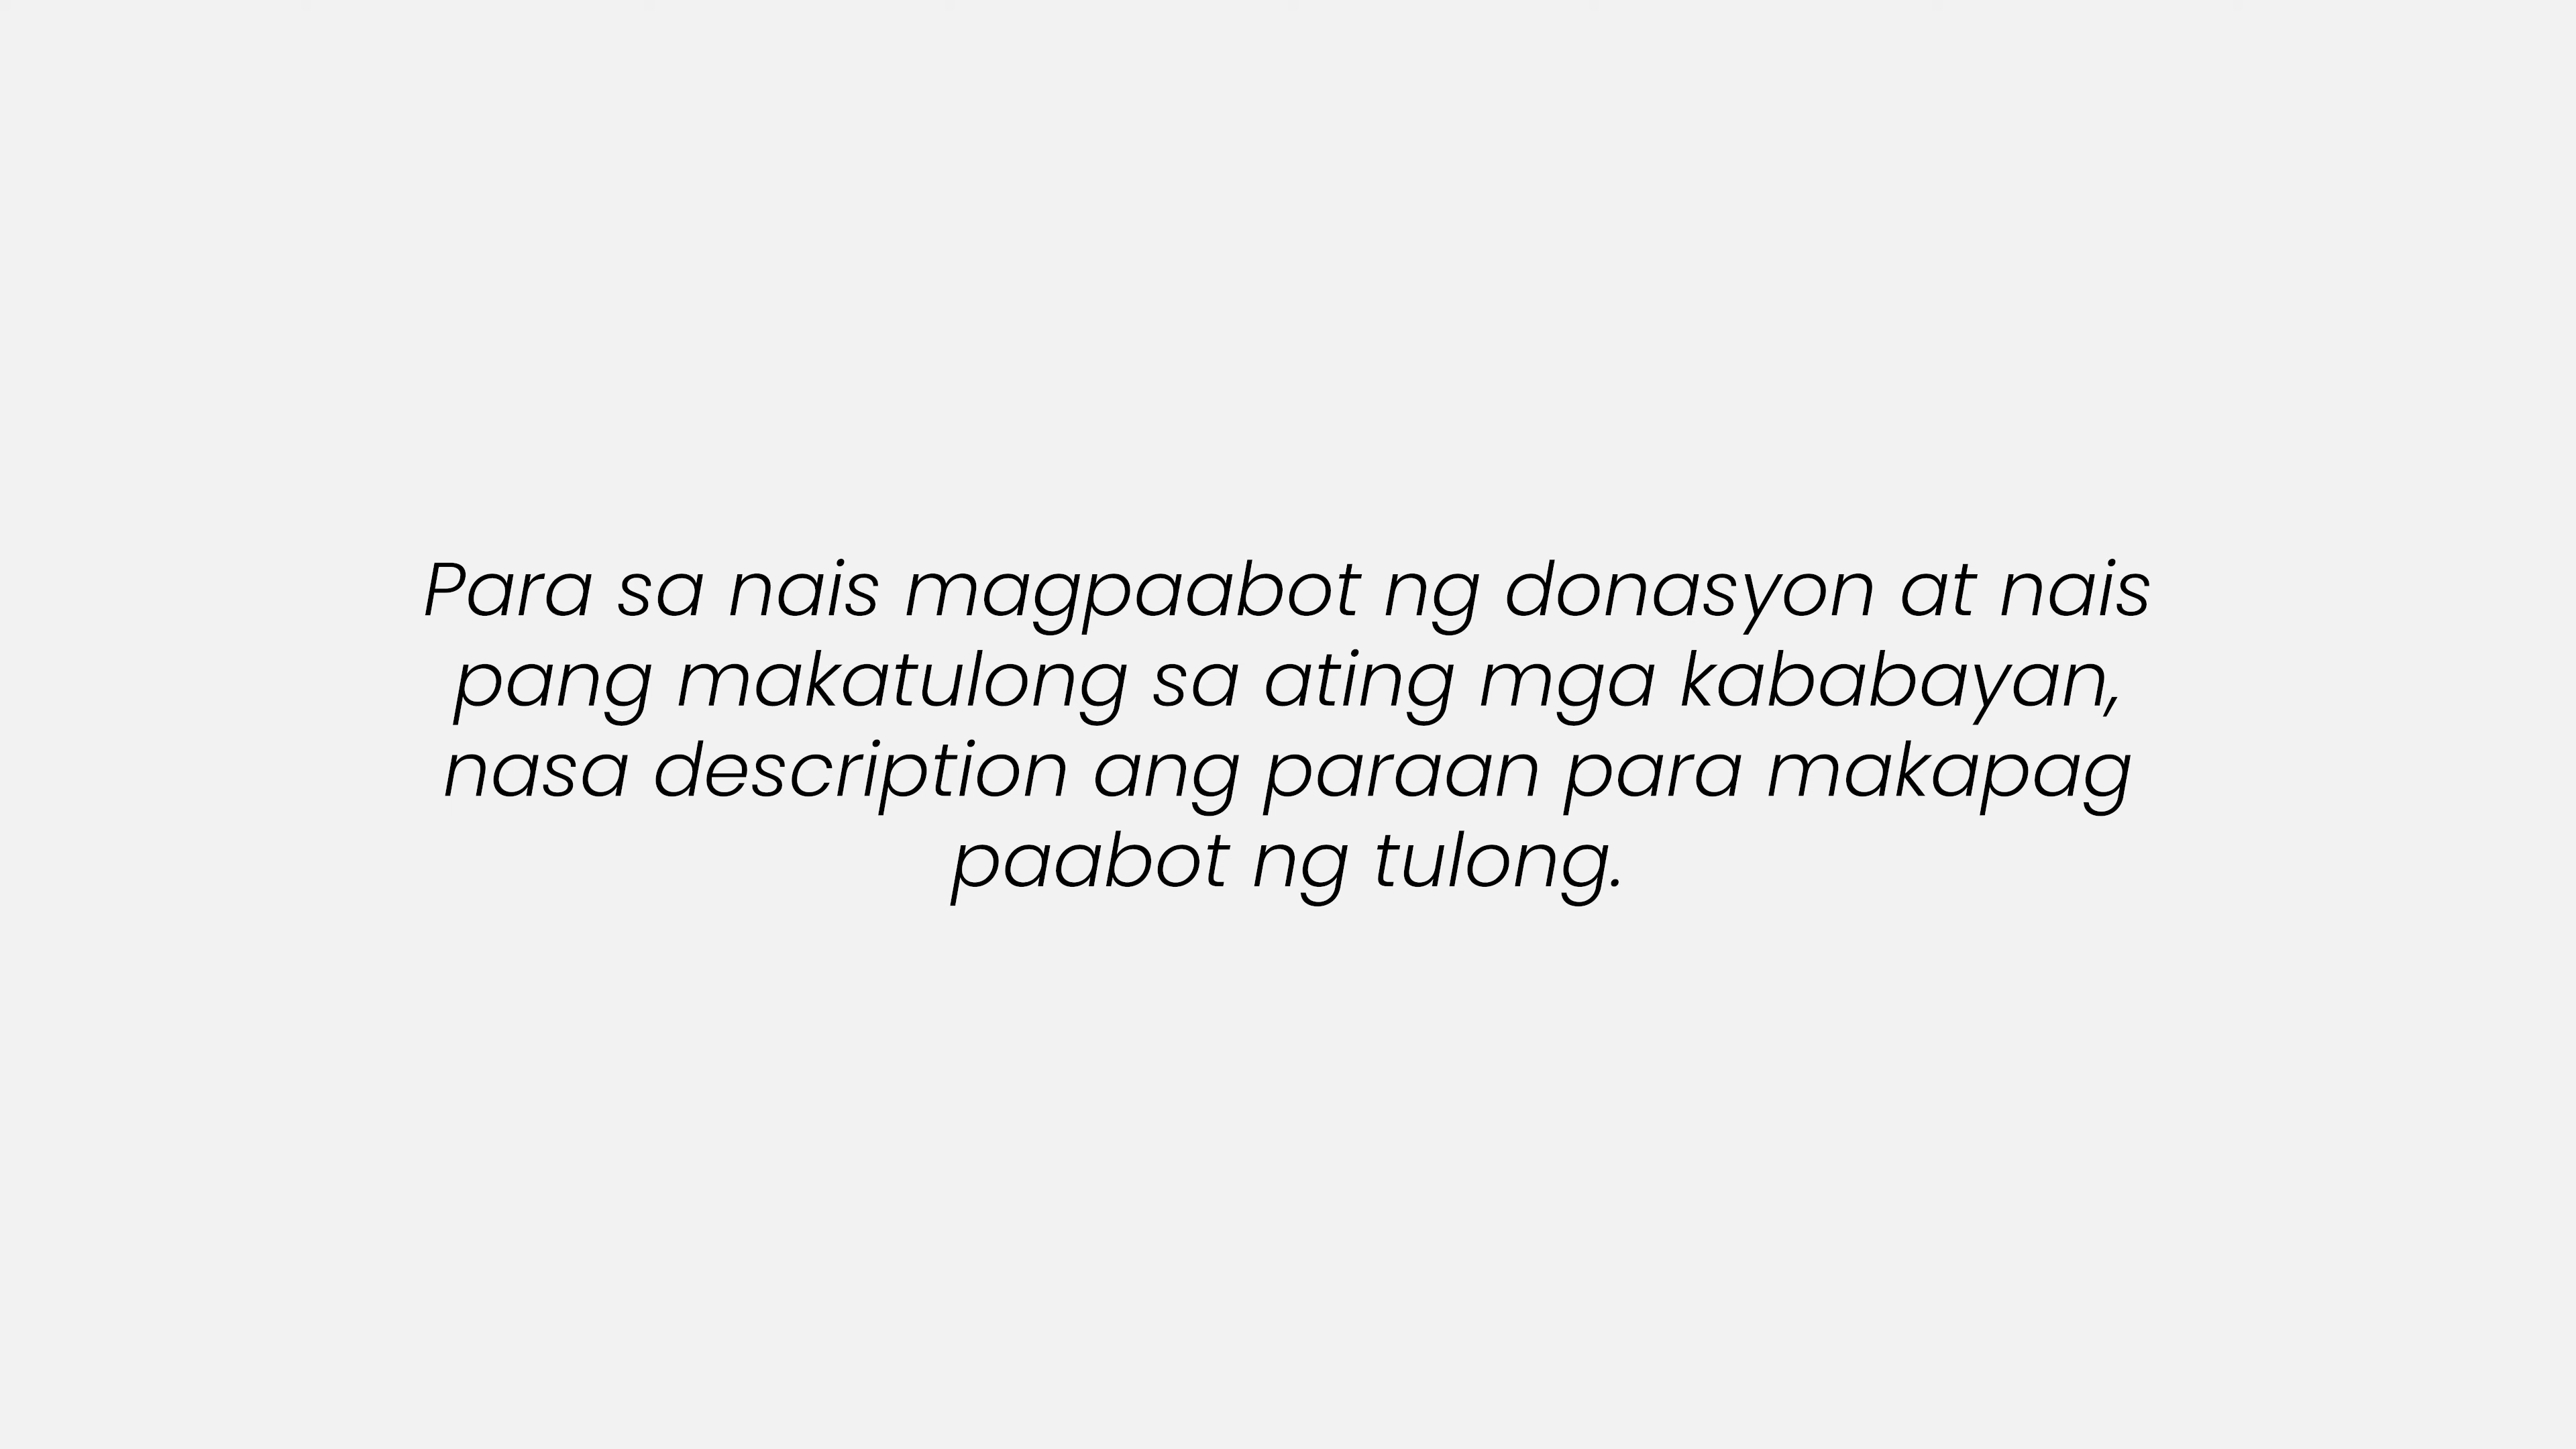 Para sa nais magpaabot ng donasyon at nais
pang makatulong sa ating mga kababayan,
nasa description ang paraan para makapag
paabot ng tulong.